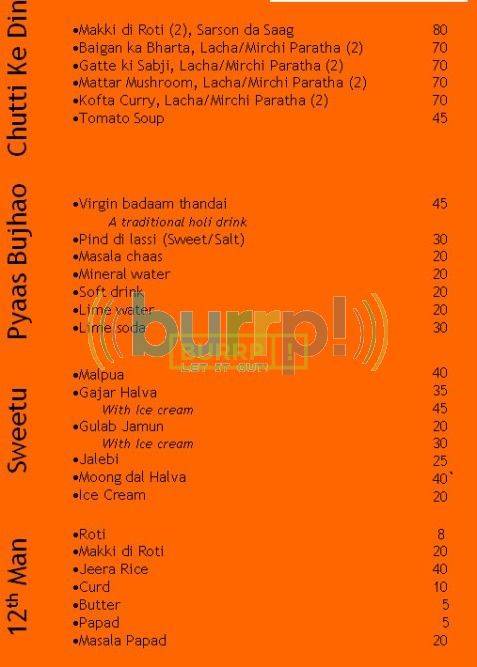 Chutti Ke Din
•Makki di Roti (2), Sarson da Saag 80
•Baigan ka Bharta, Lacha/Mirchi Paratha (2) 70
•Gatte ki Sabji, Lacha/Mirchi Paratha (2) 70
•Mattar Mushroom, Lacha/Mirchi Paratha (2) 70
•Kofta Curry, Lacha/Mirchi Paratha (2) 70
•Tomato Soup 45
Pyaas Bujhao
•Virgin badaam thandai 45
A traditional holi drink
•Pind di lassi (Sweet/Salt) 30
•Masala chaas 20
•Mineral water 20
•Soft drink 20
•Lime water 20
•Lime soda 30
burrp!
BURRP !
LET IT OUT!
Sweetu
•Malpua 40
•Gajar Halva 35
With Ice cream 45
•Gulab Jamun 20
With Ice cream 30
•Jalebi 25
•Moong dal Halva 40`
•Ice Cream 20
12th Man
•Roti 8
•Makki di Roti 20
•Jeera Rice 40
•Curd 10
•Butter 5
•Papad 5
•Masala Papad 20